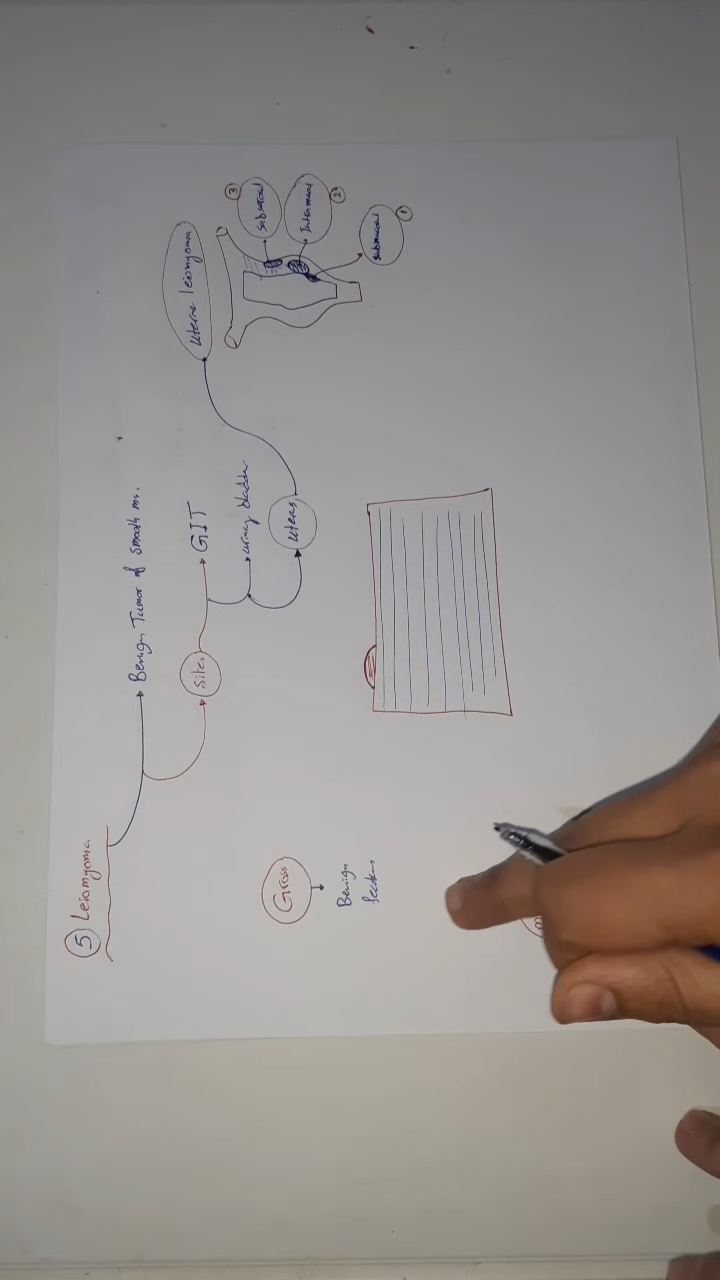 ⑤ Leiomyoma
Benign Tumor of smooth ms.
Sites
GIT
urinary bladder
uterus
uterine leiomyoma
③ subserosal
② Intramural
① submucosal
Gross
Benign